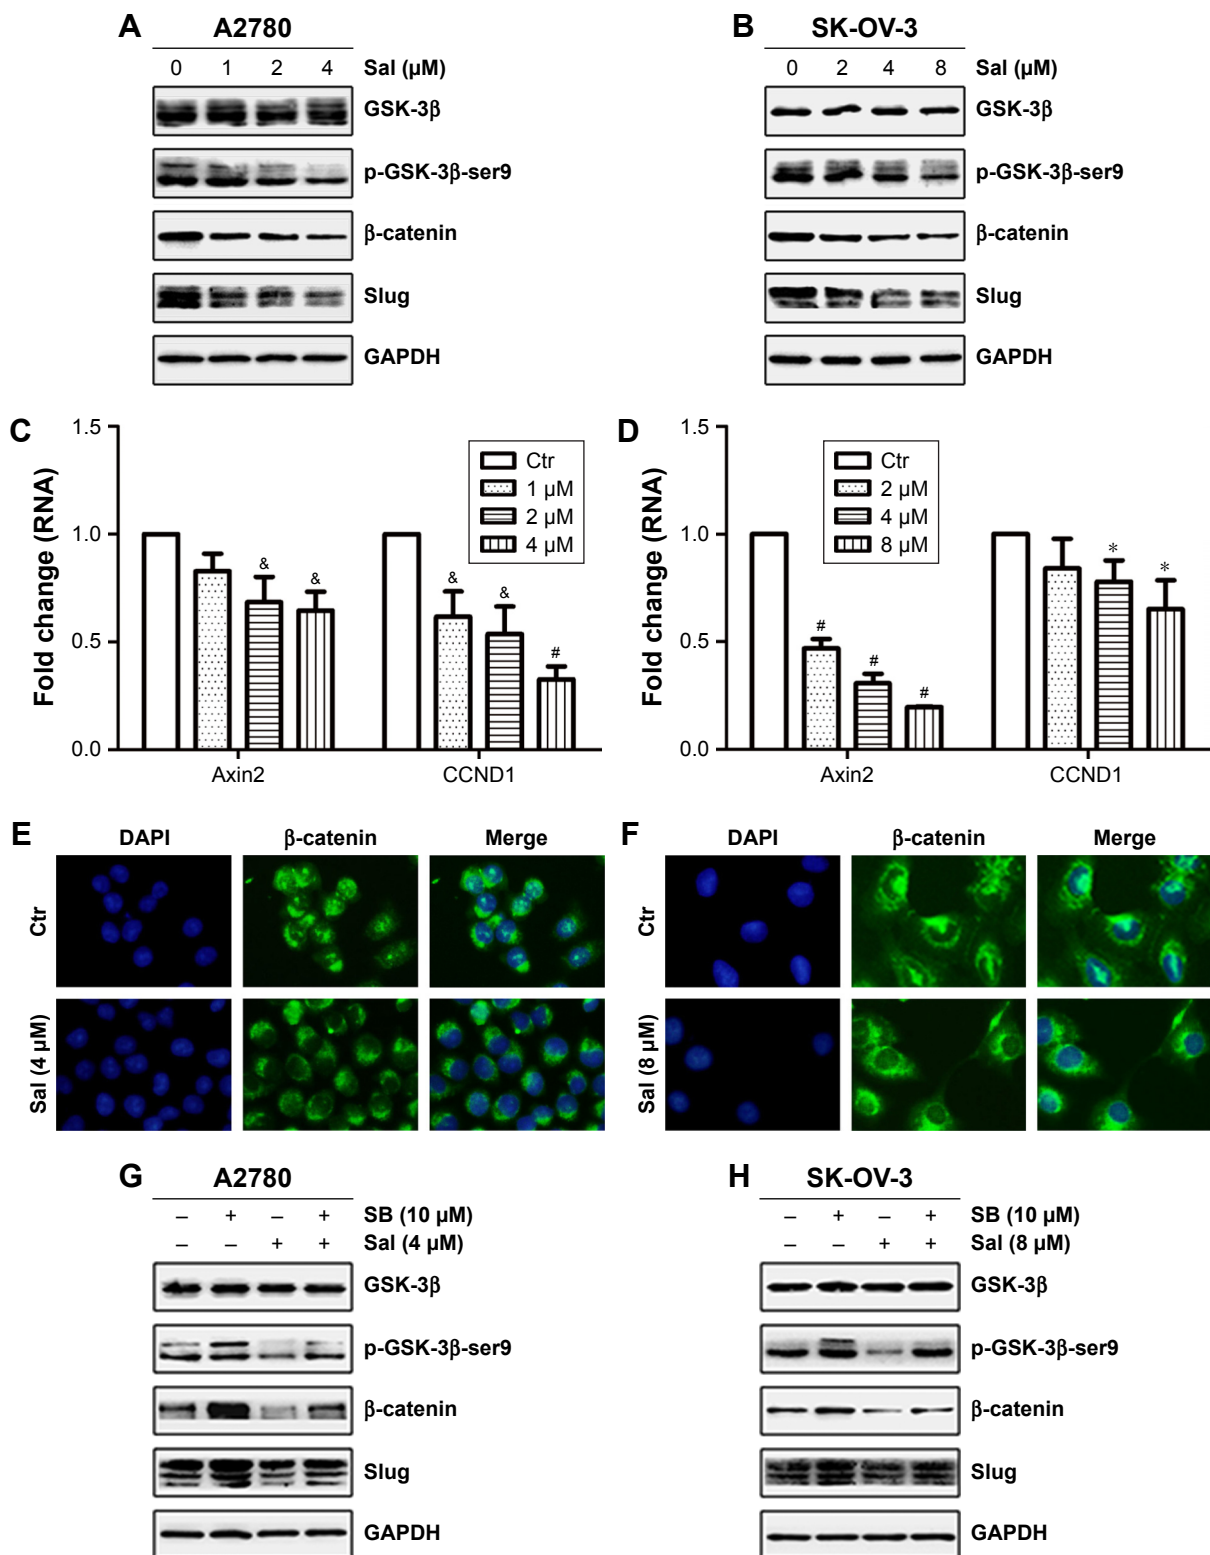 A
A2780
0 1 2 4 Sal (µM)
GSK-3β
p-GSK-3β-ser9
β-catenin
Slug
GAPDH
B
SK-OV-3
0 2 4 8 Sal (µM)
GSK-3β
p-GSK-3β-ser9
β-catenin
Slug
GAPDH
C
Fold change (RNA)
1.5
1.0
0.5
0.0
Ctr
1 µM
2 µM
4 µM
& &
& & #
Axin2 CCND1
D
Fold change (RNA)
1.5
1.0
0.5
0.0
Ctr
2 µM
4 µM
8 µM
# # #
* *
Axin2 CCND1
E
DAPI β-catenin Merge
Ctr
Sal (4 µM)
F
DAPI β-catenin Merge
Ctr
Sal (8 µM)
G
A2780
– + – + SB (10 µM)
– – + + Sal (4 µM)
GSK-3β
p-GSK-3β-ser9
β-catenin
Slug
GAPDH
H
SK-OV-3
– + – + SB (10 µM)
– – + + Sal (8 µM)
GSK-3β
p-GSK-3β-ser9
β-catenin
Slug
GAPDH